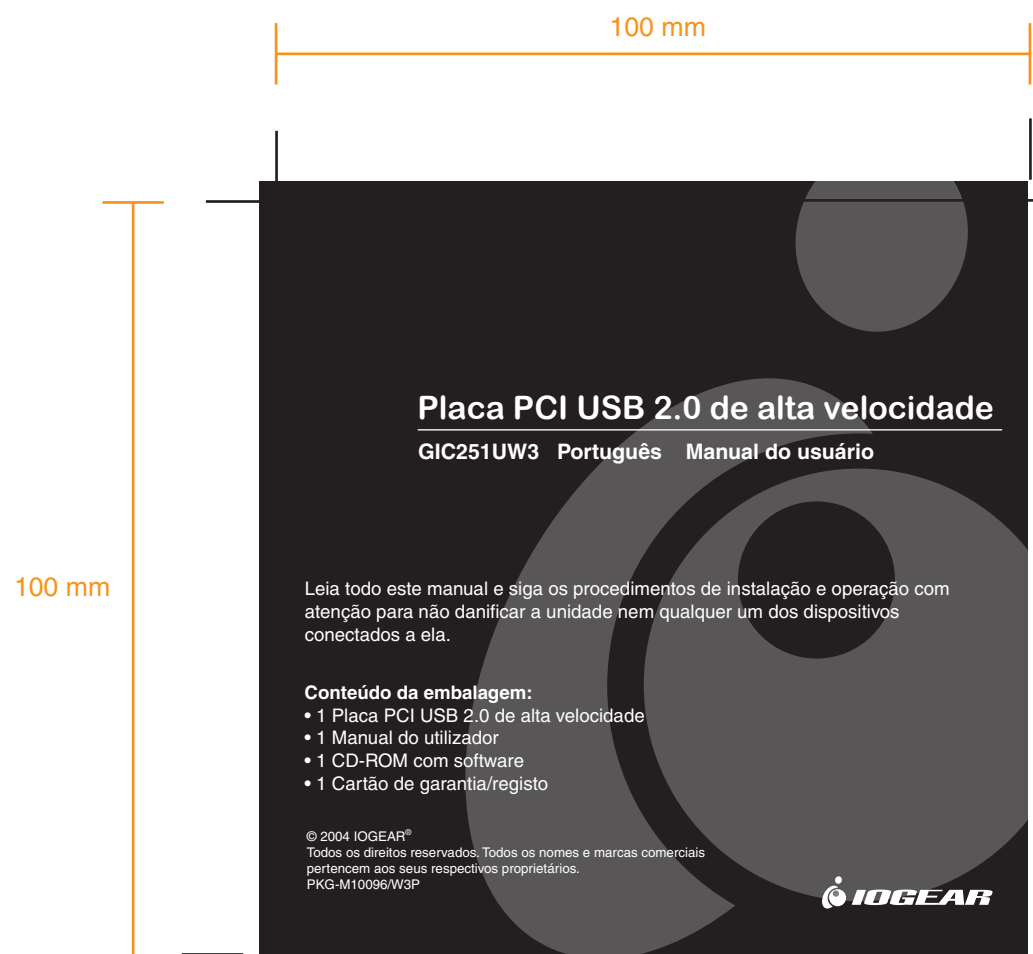 100 mm
Placa PCI USB 2.0 de alta velocidade
GIC251UW3 Português Manual do usuário
100 mm
Leia todo este manual e siga os procedimentos de instalação e operação com
atenção para não danificar a unidade nem qualquer um dos dispositivos
conectados a ela.
Conteúdo da embalagem:
• 1 Placa PCI USB 2.0 de alta velocidade
• 1 Manual do utilizador
• 1 CD-ROM com software
• 1 Cartão de garantia/registo
© 2004 IOGEAR®
Todos os direitos reservados. Todos os nomes e marcas comerciais
pertencem aos seus respectivos proprietários.
PKG-M10096/W3P
IOGEAR